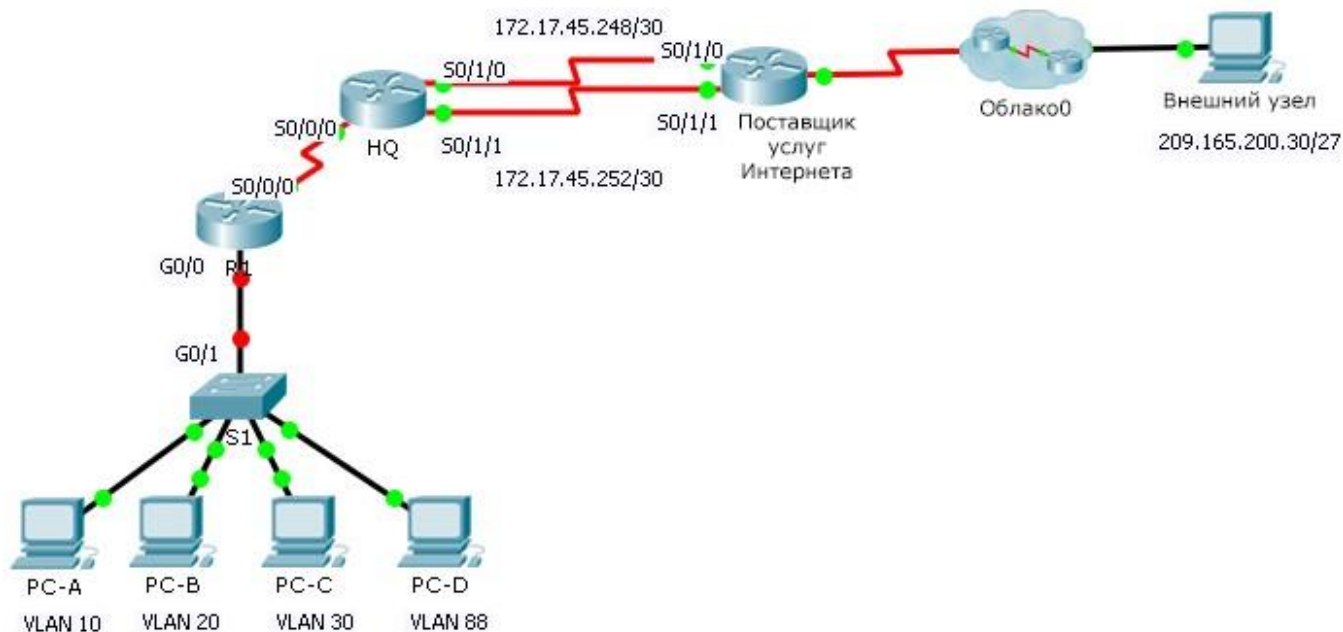 172.17.45.248/30
S0/1/0
S0/1/0
S0/0/0
HQ
S0/1/1
S0/1/1
Поставщик
услуг
Интернета
Облако0
Внешний узел
209.165.200.30/27
172.17.45.252/30
S0/0/0
G0/0
R1
G0/1
S1
PC-A
PC-B
PC-C
PC-D
VLAN 10
VLAN 20
VLAN 30
VLAN 88